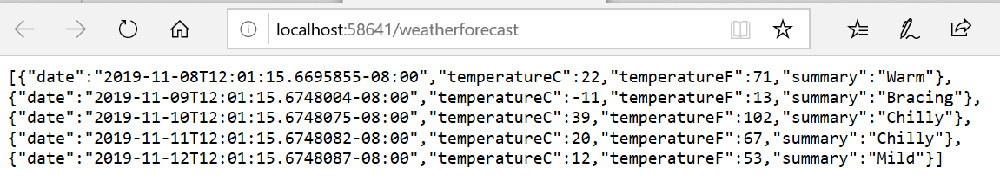 localhost:58641/weatherforecast
[{"date":"2019-11-08T12:01:15.6695855-08:00","temperatureC":22,"temperatureF":71,"summary":"Warm"},
{"date":"2019-11-09T12:01:15.6748004-08:00","temperatureC":-11,"temperatureF":13,"summary":"Bracing"},
{"date":"2019-11-10T12:01:15.6748075-08:00","temperatureC":39,"temperatureF":102,"summary":"Chilly"},
{"date":"2019-11-11T12:01:15.6748082-08:00","temperatureC":20,"temperatureF":67,"summary":"Chilly"},
{"date":"2019-11-12T12:01:15.6748087-08:00","temperatureC":12,"temperatureF":53,"summary":"Mild"}]